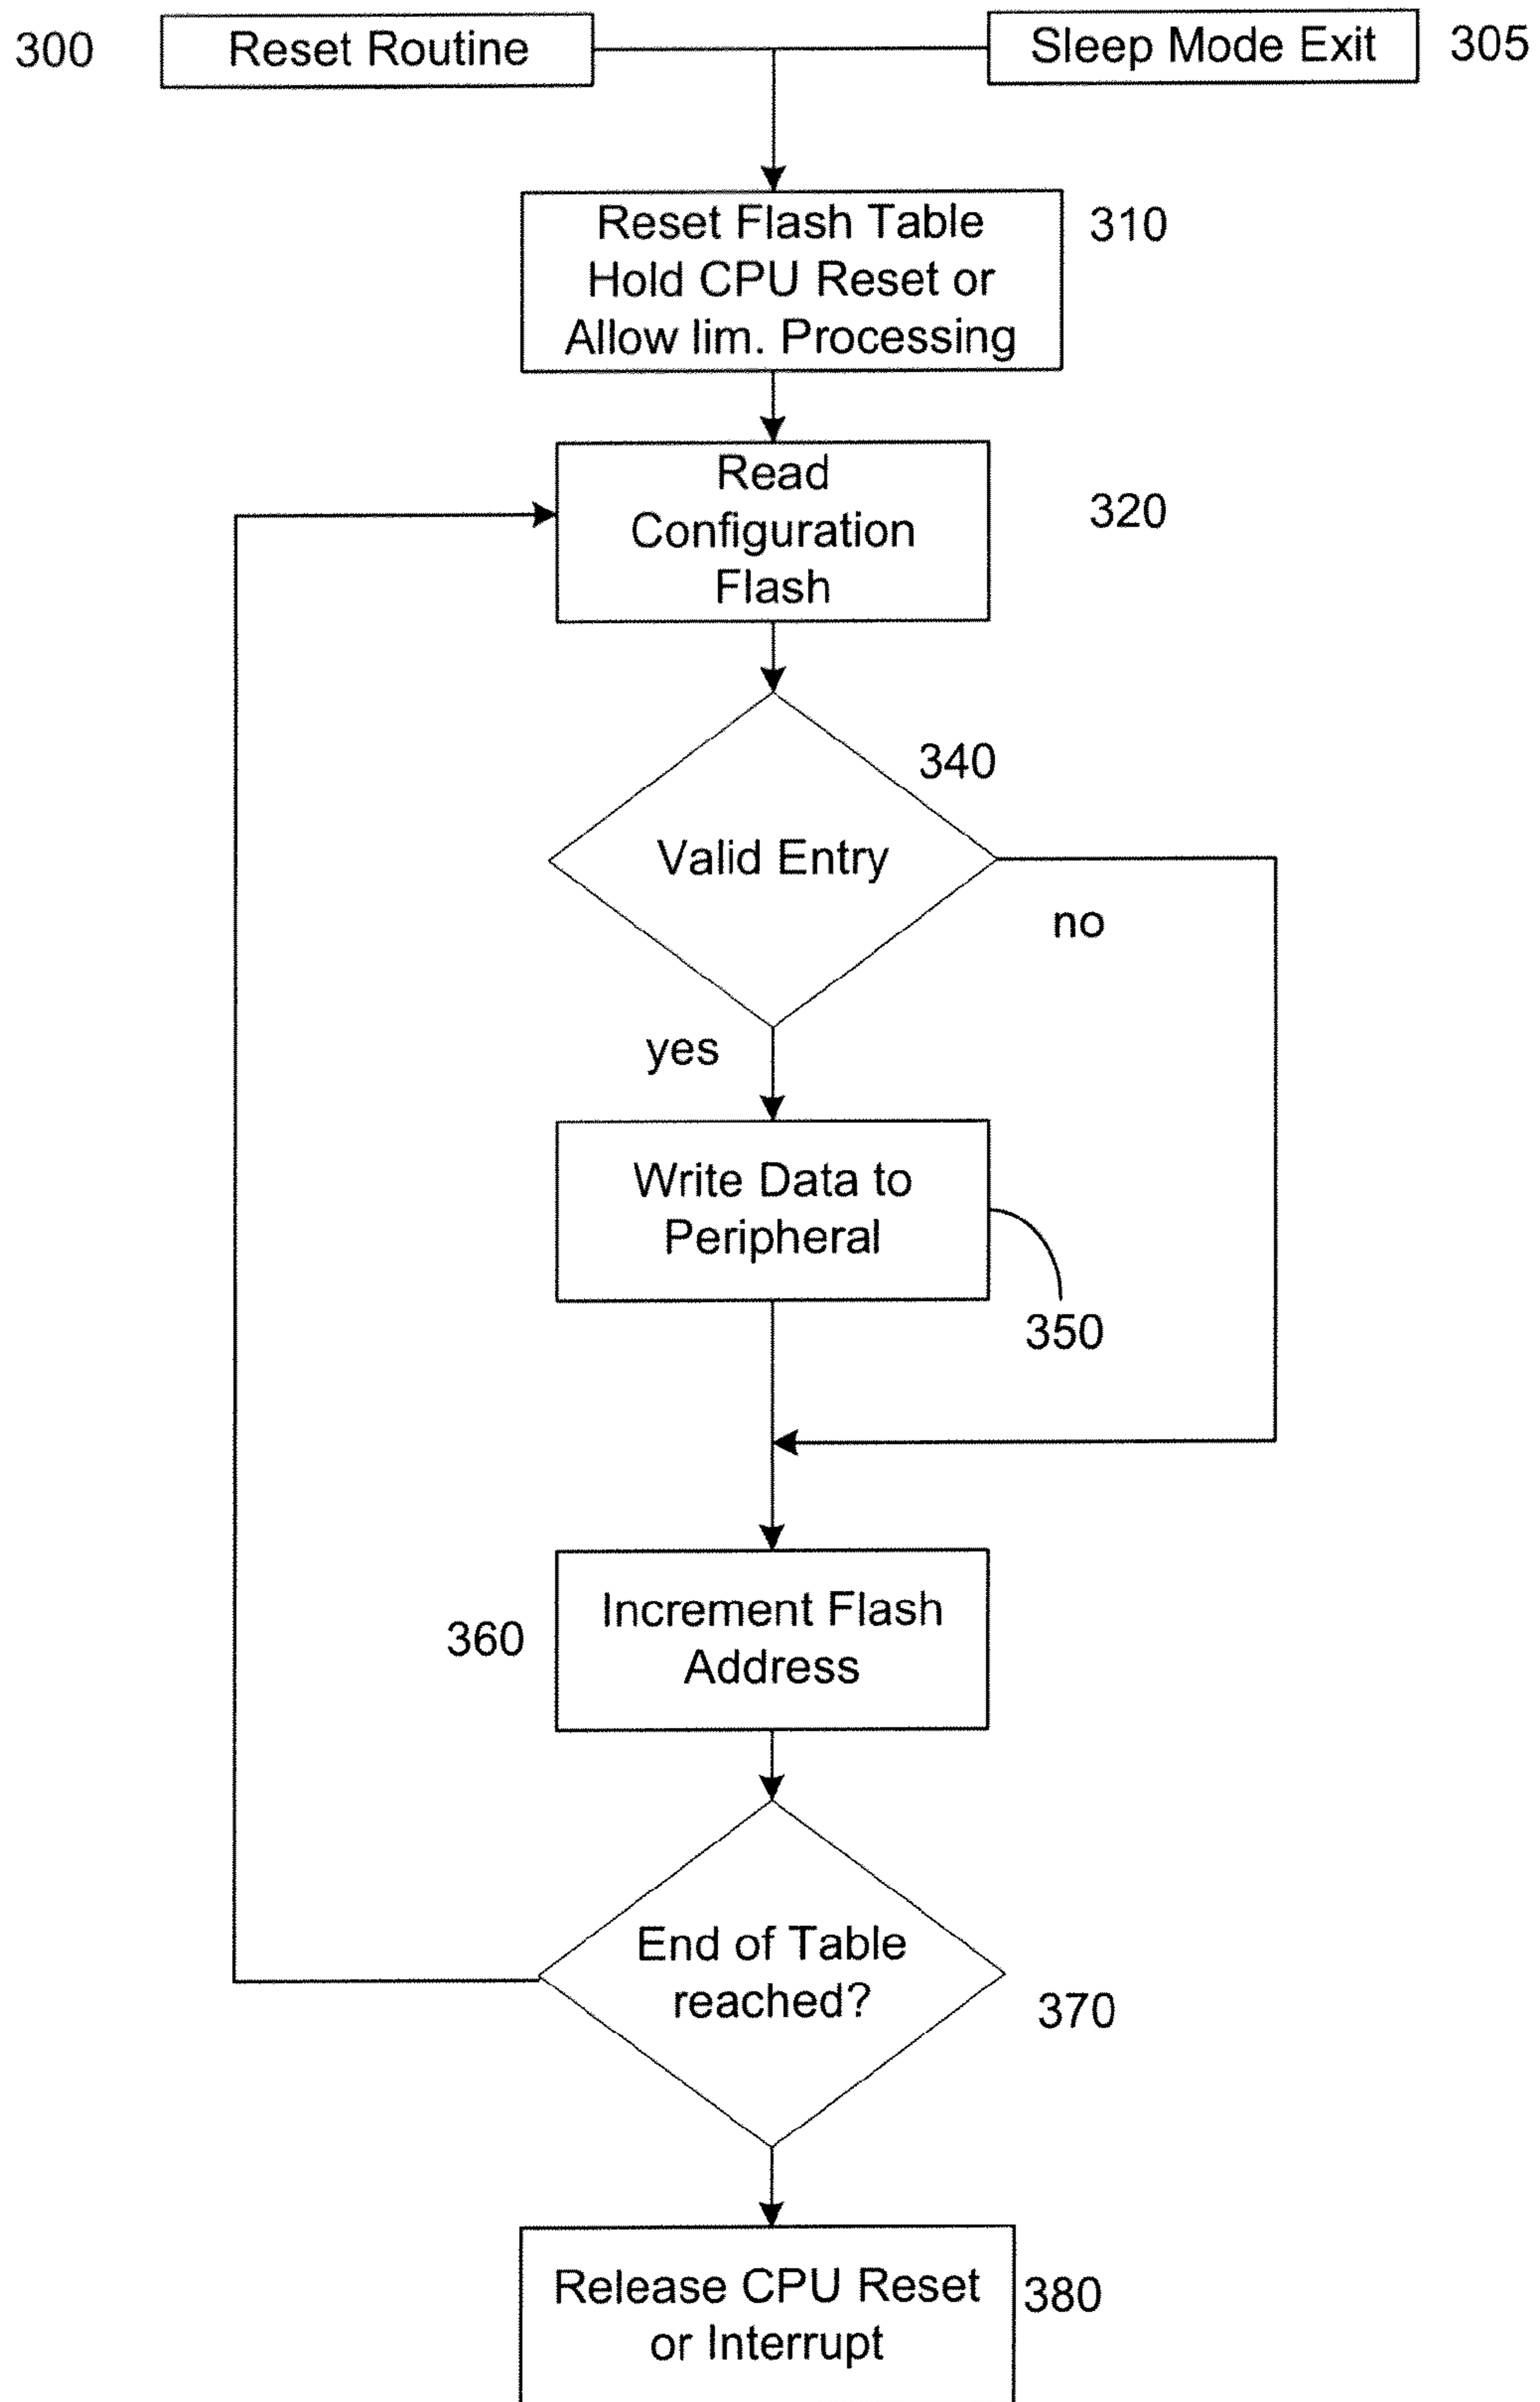 300
Reset Routine
Sleep Mode Exit
305
Reset Flash Table
Hold CPU Reset or
Allow lim. Processing
310
Read
Configuration
Flash
320
340
Valid Entry
no
yes
Write Data to
Peripheral
350
Increment Flash
Address
360
End of Table
reached?
370
Release CPU Reset
or Interrupt
380